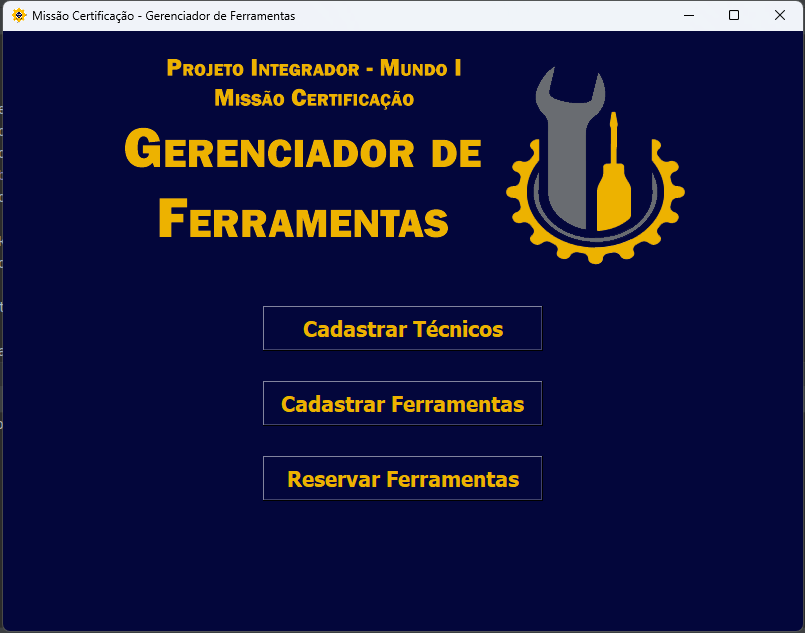 Missão Certificação - Gerenciador de Ferramentas
Projeto Integrador - Mundo I
Missão Certificação
Gerenciador de
Ferramentas
Cadastrar Técnicos
Cadastrar Ferramentas
Reservar Ferramentas